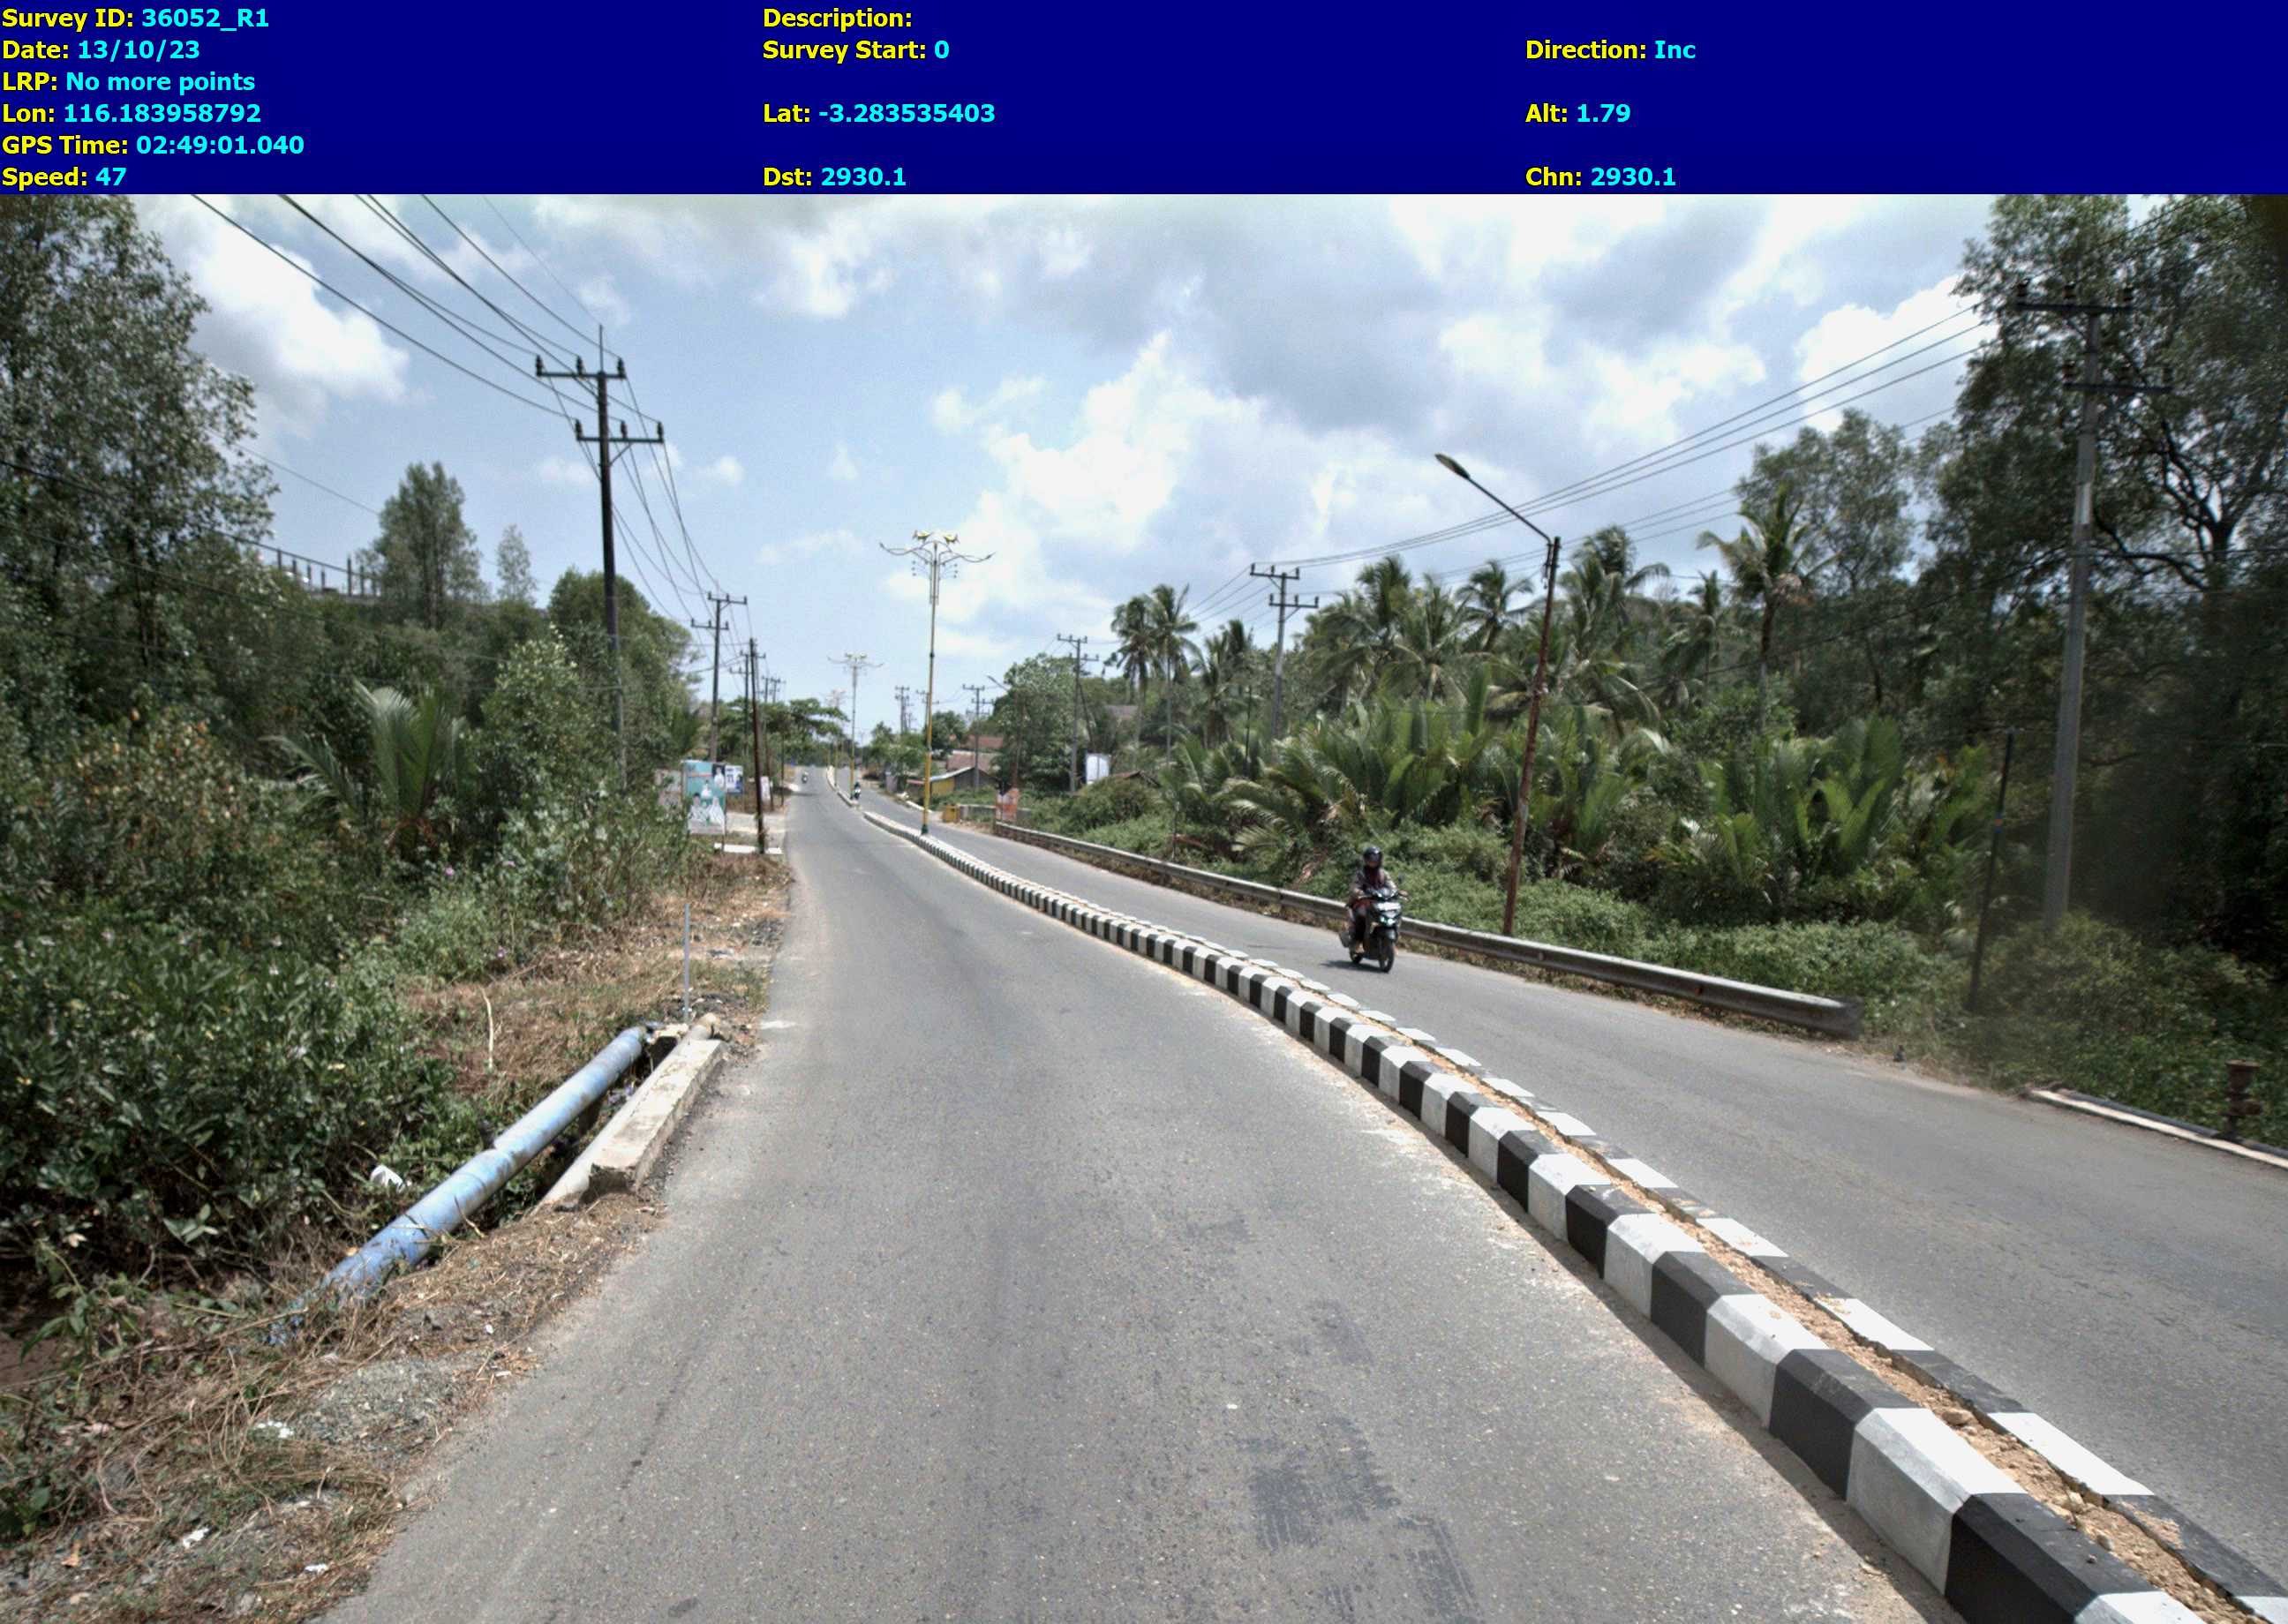 Survey ID: 36052_R1
Description:
Date: 13/10/23
Survey Start: 0
Direction: Inc
LRP: No more points
Lon: 116.183958792
Lat: -3.283535403
Alt: 1.79
GPS Time: 02:49:01.040
Speed: 47
Dst: 2930.1
Chn: 2930.1